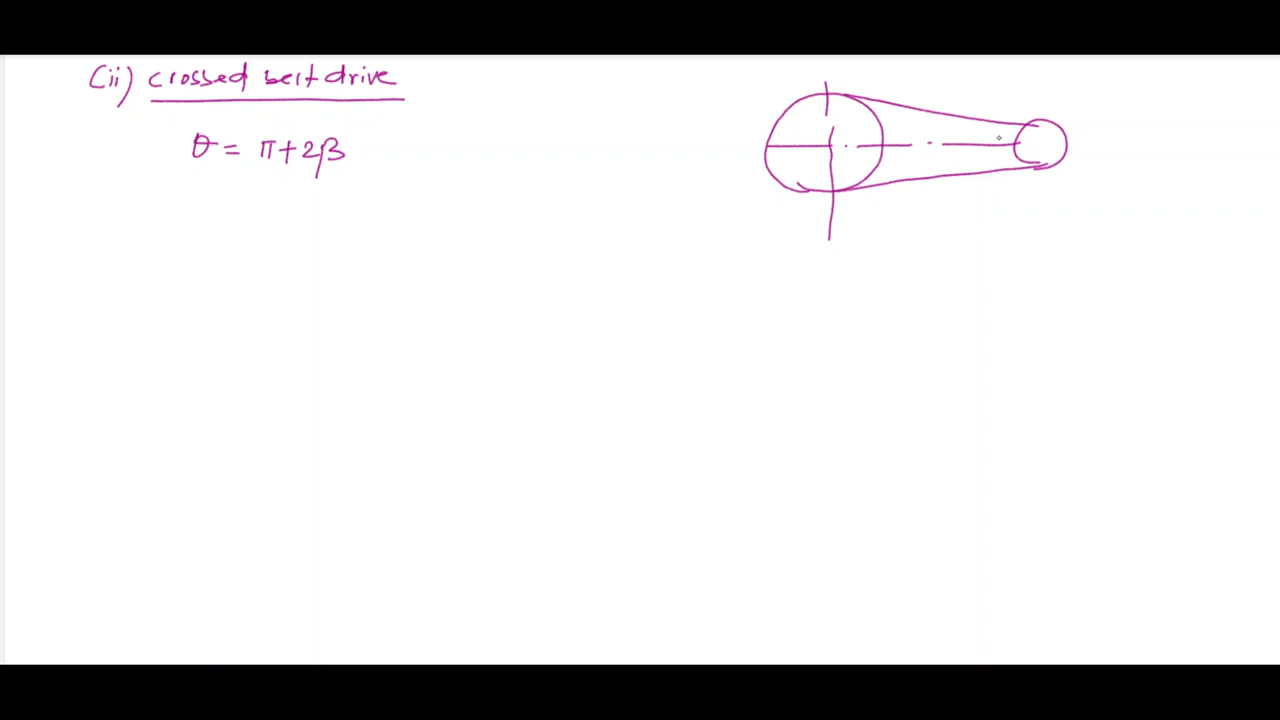 (ii) crossed belt drive
θ = π+2β